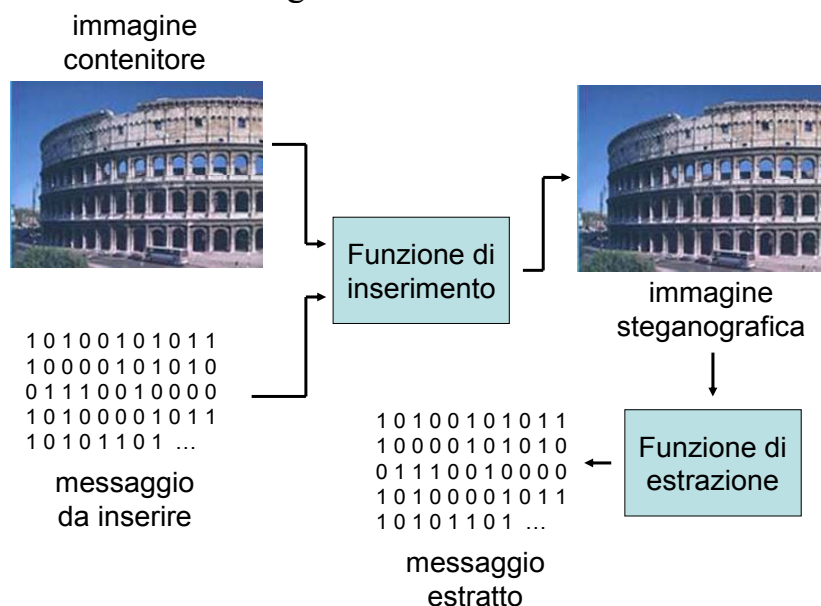 immagine
contenitore
Funzione di
inserimento
immagine
steganografica
1 0 1 0 0 1 0 1 0 1 1
1 0 0 0 0 1 0 1 0 1 0
0 1 1 1 0 0 1 0 0 0 0
1 0 1 0 0 0 0 1 0 1 1
1 0 1 0 1 1 0 1 ...
messaggio
da inserire
1 0 1 0 0 1 0 1 0 1 1
1 0 0 0 0 1 0 1 0 1 0
0 1 1 1 0 0 1 0 0 0 0
1 0 1 0 0 0 0 1 0 1 1
1 0 1 0 1 1 0 1 ...
Funzione di
estrazione
messaggio
estratto